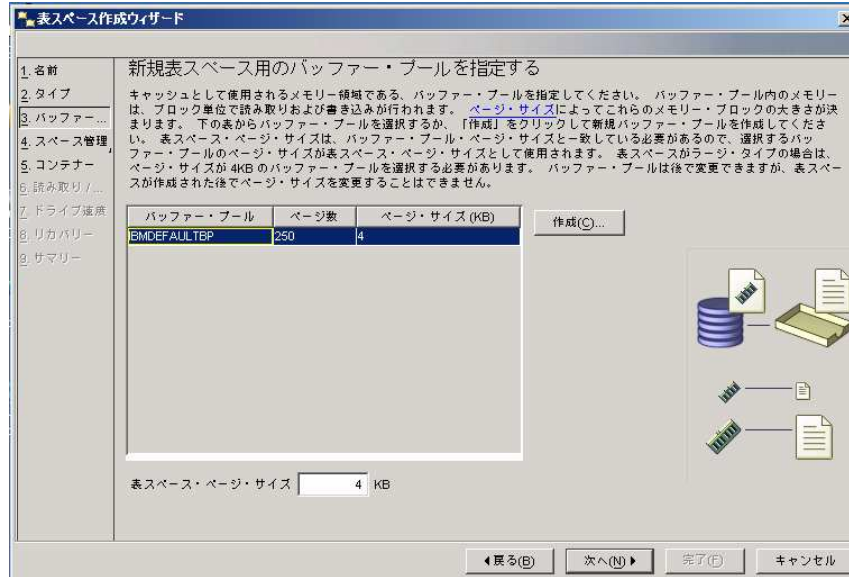 表スペース作成ウィザード
新規表スペース用のバッファー・プールを指定する
キャッシュとして使用されるメモリー領域である、バッファー・プールを指定してください。 バッファー・プール内のメモリー
は、ブロック単位で読み取りおよび書き込みが行われます。 ページ・サイズによってこれらのメモリー・ブロックの大きさが決
まります。 下の表からバッファー・プールを選択するか、「作成」をクリックして新規バッファー・プールを作成してくださ
い。 表スペース・ページ・サイズは、バッファー・プール・ページ・サイズと一致している必要があるので、選択するバッ
ファー・プールのページ・サイズが表スペース・ページ・サイズとして使用されます。 表スペースがラージ・タイプの場合は、
ページ・サイズが 4KB のバッファー・プールを選択する必要があります。 バッファー・プールは後で変更できますが、表スペー
スが作成された後でページ・サイズを変更することはできません。
1. 名前
2. タイプ
3. バッファー...
4. スペース管理
5. コンテナー
6. 読み取り /...
7. ドライブ速度
8. リカバリー
9. サマリー
バッファー・プール ページ数 ページ・サイズ (KB)
IBMDEFAULTBP 250 4
作成(C)...
表スペース・ページ・サイズ 4 KB
戻る(B) 次へ(N) 完了(F) キャンセル